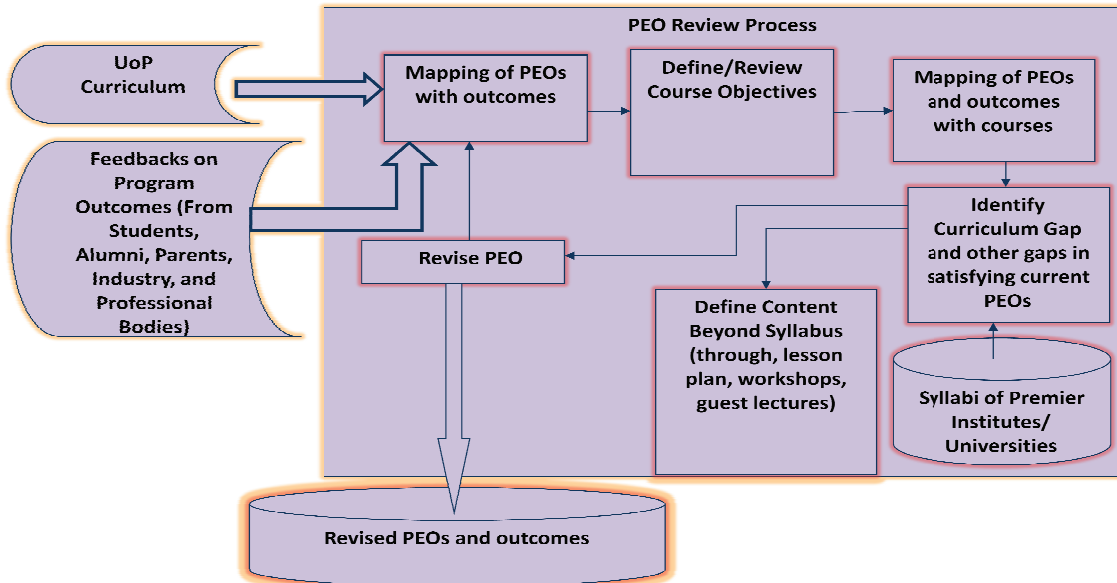 PEO Review Process
UoP
Curriculum
Mapping of PEOs
with outcomes
Define/Review
Course Objectives
Mapping of PEOs
and outcomes
with courses
Feedbacks on
Program
Outcomes (From
Students,
Alumni, Parents,
Industry, and
Professional
Bodies)
Revise PEO
Identify
Curriculum Gap
and other gaps in
satisfying current
PEOs
Define Content
Beyond Syllabus
(through, lesson
plan, workshops,
guest lectures)
Syllabi of Premier
Institutes/
Universities
Revised PEOs and outcomes